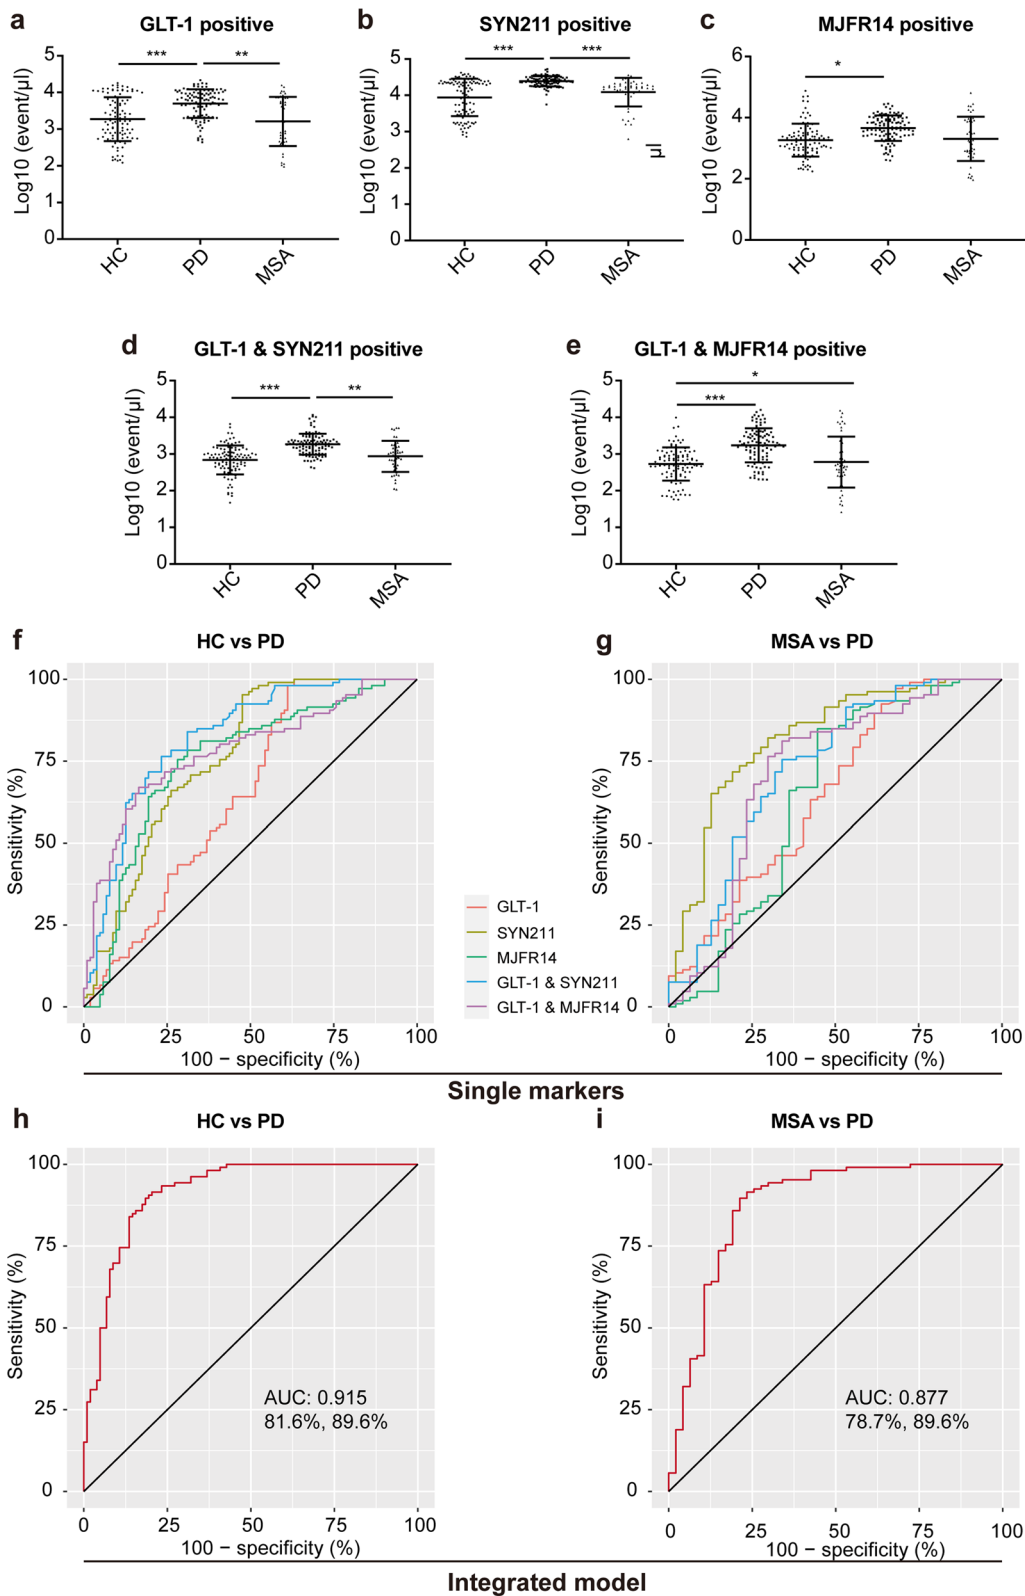 a GLT-1 positive
Log10 (event/µl)
5
4
3
2
1
0
*** **
HC PD MSA
b SYN211 positive
Log10 (event/µl)
5
4
3
2
1
0
*** ***
HC PD MSA
c MJFR14 positive
Log10 (event/µl)
6
4
2
0
*
HC PD MSA
d GLT-1 & SYN211 positive
Log10 (event/µl)
5
4
3
2
1
0
*** **
HC PD MSA
e GLT-1 & MJFR14 positive
Log10 (event/µl)
5
4
3
2
1
0
*
***
HC PD MSA
f HC vs PD
Sensitivity (%)
100
75
50
25
0
0 25 50 75 100
100 − specificity (%)
GLT-1
SYN211
MJFR14
GLT-1 & SYN211
GLT-1 & MJFR14
g MSA vs PD
Sensitivity (%)
100
75
50
25
0
0 25 50 75 100
100 − specificity (%)
Single markers
h HC vs PD
Sensitivity (%)
100
75
50
25
0
AUC: 0.915
81.6%, 89.6%
0 25 50 75 100
100 − specificity (%)
i MSA vs PD
Sensitivity (%)
100
75
50
25
0
AUC: 0.877
78.7%, 89.6%
0 25 50 75 100
100 − specificity (%)
Integrated model